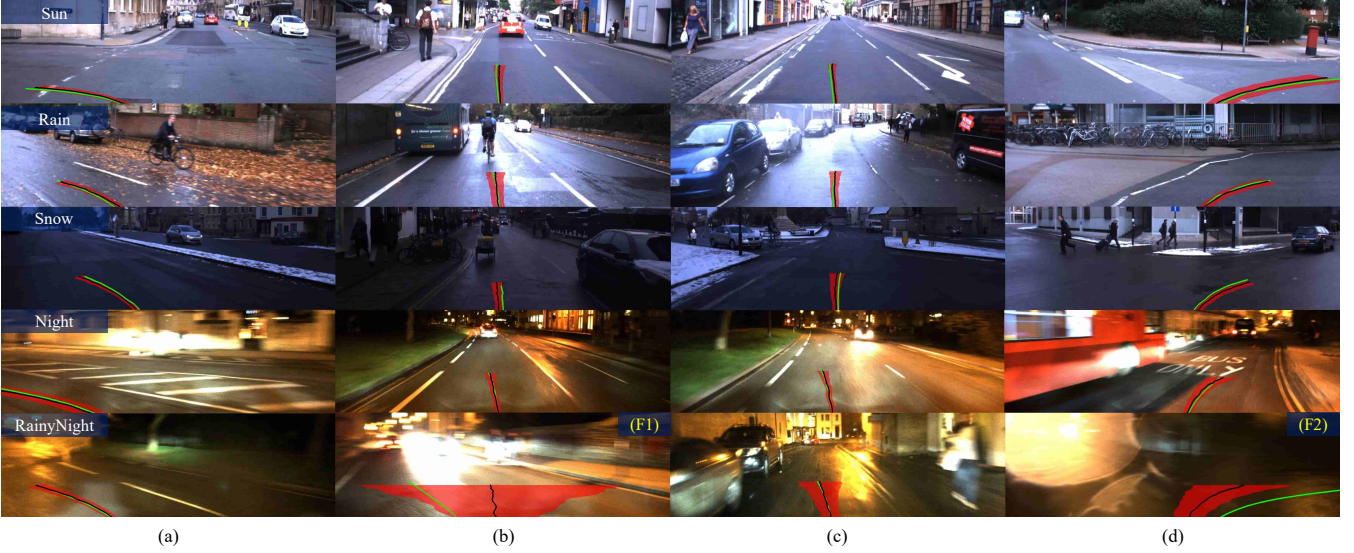 Sun
Rain
Snow
Night
BUS
ONLY
RainyNight
(F1)
(F2)
(a)
(b)
(c)
(d)